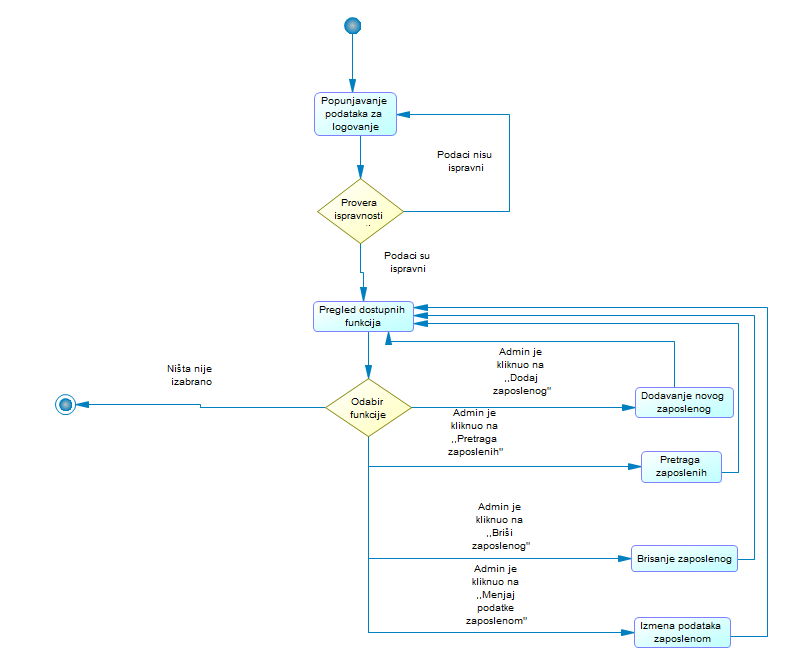 Popunjavanje
podataka za
logovanje
Podaci nisu
ispravni
Provera
ispravnosti
Podaci su
ispravni
Pregled dostupnih
funkcija
Ništa nije
izabrano
Odabir
funkcije
Admin je
kliknuo na
,,Dodaj
zaposlenog"
Dodavanje novog
zaposlenog
Admin je
kliknuo na
,,Pretraga
zaposlenih"
Pretraga
zaposlenih
Admin je
kliknuo na
,,Briši
zaposlenog"
Brisanje zaposlenog
Admin je
kliknuo na
,,Menjaj
podatke
zaposlenom"
Izmena podataka
zaposlenom